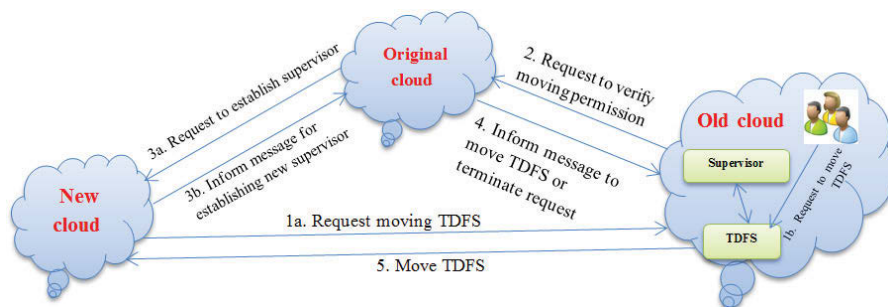 Original
cloud
3a. Request to establish supervisor
3b. Inform message for
establishing new supervisor
2. Request to verify
moving permission
4. Inform message to
move TDFS or
terminate request
Old cloud
Supervisor
1b. Request to move
TDFS
TDFS
New
cloud
1a. Request moving TDFS
5. Move TDFS